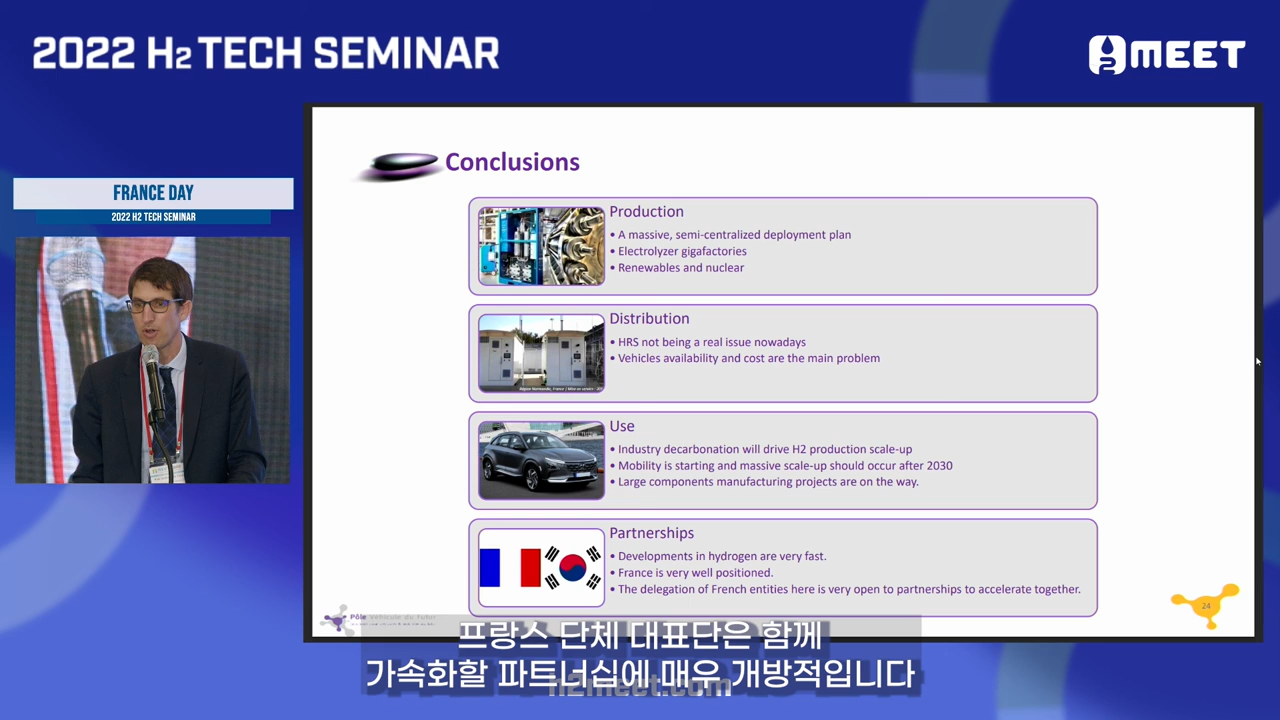 2022 H2 TECH SEMINAR
MEET
FRANCE DAY
2022 H2 TECH SEMINAR
Conclusions
Production
• A massive, semi-centralized deployment plan
• Electrolyzer gigafactories
• Renewables and nuclear
Distribution
• HRS not being a real issue nowadays
• Vehicles availability and cost are the main problem
Use
• Industry decarbonation will drive H2 production scale-up
• Mobility is starting and massive scale-up should occur after 2030
• Large components manufacturing projects are on the way.
Partnerships
• Developments in hydrogen are very fast.
• France is very well positioned.
• The delegation of French entities here is very open to partnerships to accelerate together.
Pôle Véhicule du futur
24
프랑스 단체 대표단은 함께
가속화할 파트너십에 매우 개방적입니다
h2meet.com